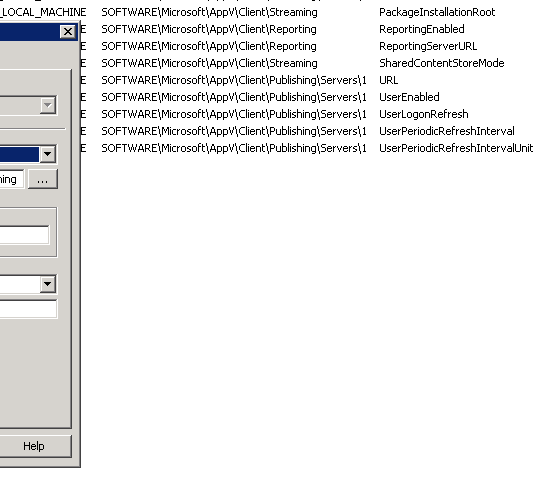 _LOCAL_MACHINE SOFTWARE\Microsoft\AppV\Client\Streaming PackageInstallationRoot
E SOFTWARE\Microsoft\AppV\Client\Reporting ReportingEnabled
E SOFTWARE\Microsoft\AppV\Client\Reporting ReportingServerURL
E SOFTWARE\Microsoft\AppV\Client\Streaming SharedContentStoreMode
E SOFTWARE\Microsoft\AppV\Client\Publishing\Servers\1 URL
E SOFTWARE\Microsoft\AppV\Client\Publishing\Servers\1 UserEnabled
E SOFTWARE\Microsoft\AppV\Client\Publishing\Servers\1 UserLogonRefresh
E SOFTWARE\Microsoft\AppV\Client\Publishing\Servers\1 UserPeriodicRefreshInterval
E SOFTWARE\Microsoft\AppV\Client\Publishing\Servers\1 UserPeriodicRefreshIntervalUnit
ning ...
Help